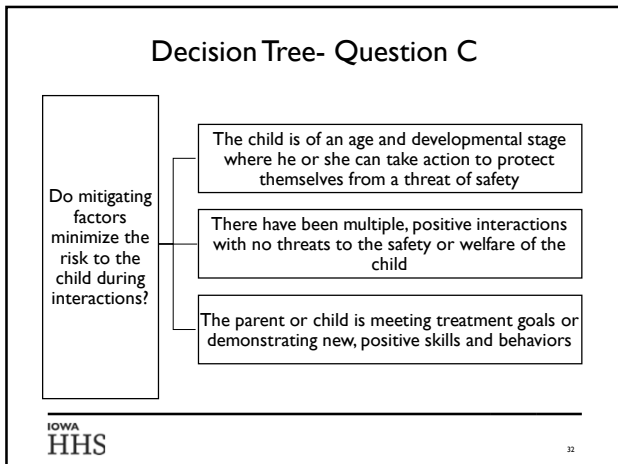 Decision Tree- Question C
Do mitigating
factors
minimize the
risk to the
child during
interactions?
The child is of an age and developmental stage
where he or she can take action to protect
themselves from a threat of safety
There have been multiple, positive interactions
with no threats to the safety or welfare of the
child
The parent or child is meeting treatment goals or
demonstrating new, positive skills and behaviors
IOWA
HHS
32